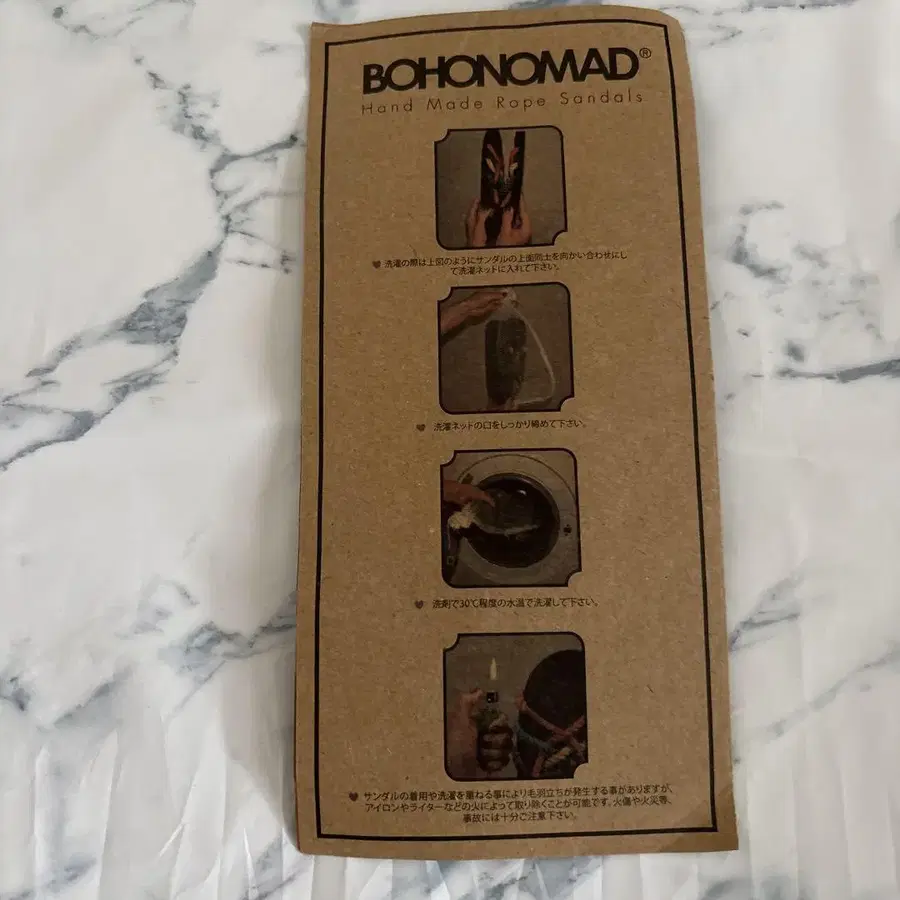 BOHONOMAD®
Hand Made Rope Sandals
洗濯の際は上図のようにサンダルの上面同士を向かい合わせにし
て洗濯ネットに入れて下さい。
洗濯ネットの口をしっかり締めて下さい。
洗剤で30℃程度の水温で洗濯して下さい。
サンダルの着用や洗濯を重ねる事により毛羽立ちが発生する事がありますが、
アイロンやライターなどの火によって取り除くことが可能です。火傷や火災等、
事故には十分ご注意下さい。